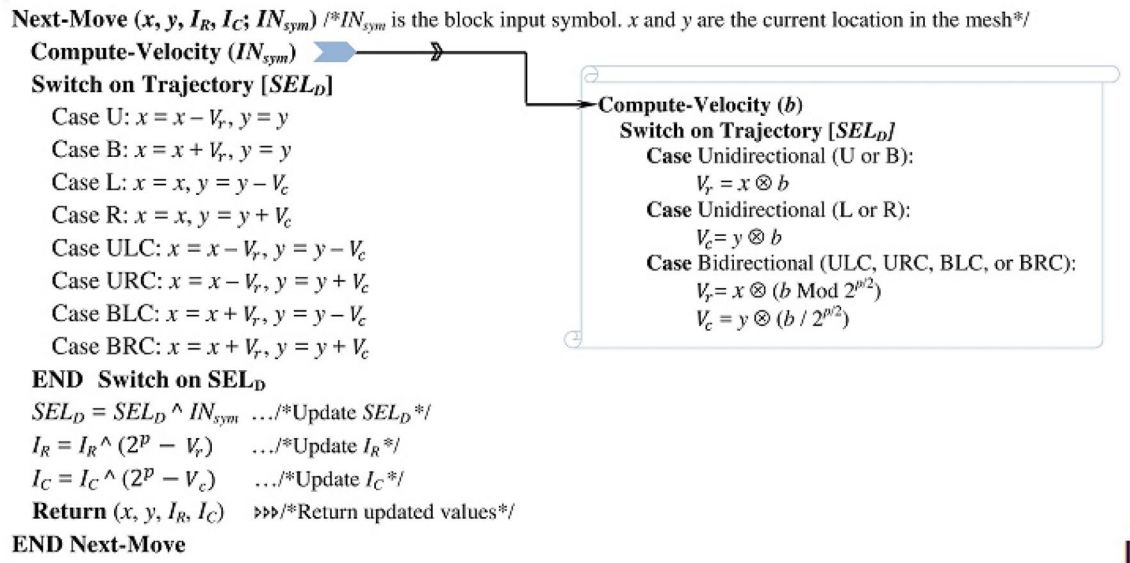 Next-Move (x, y, I_R, I_C; IN_sym) /*IN_sym is the block input symbol. x and y are the current location in the mesh*/
Compute-Velocity (IN_sym)
Switch on Trajectory [SEL_D]
Case U: x = x – V_r, y = y
Case B: x = x + V_r, y = y
Case L: x = x, y = y – V_c
Case R: x = x, y = y + V_c
Case ULC: x = x – V_r, y = y – V_c
Case URC: x = x – V_r, y = y + V_c
Case BLC: x = x + V_r, y = y – V_c
Case BRC: x = x + V_r, y = y + V_c
END Switch on SEL_D
SEL_D = SEL_D ^ IN_sym .../*Update SEL_D */
I_R = I_R ^ (2^p − V_r) .../*Update I_R */
I_C = I_C ^ (2^p − V_c) .../*Update I_C */
Return (x, y, I_R, I_C) ▹▹▹/*Return updated values*/
END Next-Move
Compute-Velocity (b)
Switch on Trajectory [SEL_D]
Case Unidirectional (U or B):
V_r = x ⊗ b
Case Unidirectional (L or R):
V_c = y ⊗ b
Case Bidirectional (ULC, URC, BLC, or BRC):
V_r = x ⊗ (b Mod 2^{p/2})
V_c = y ⊗ (b / 2^{p/2})